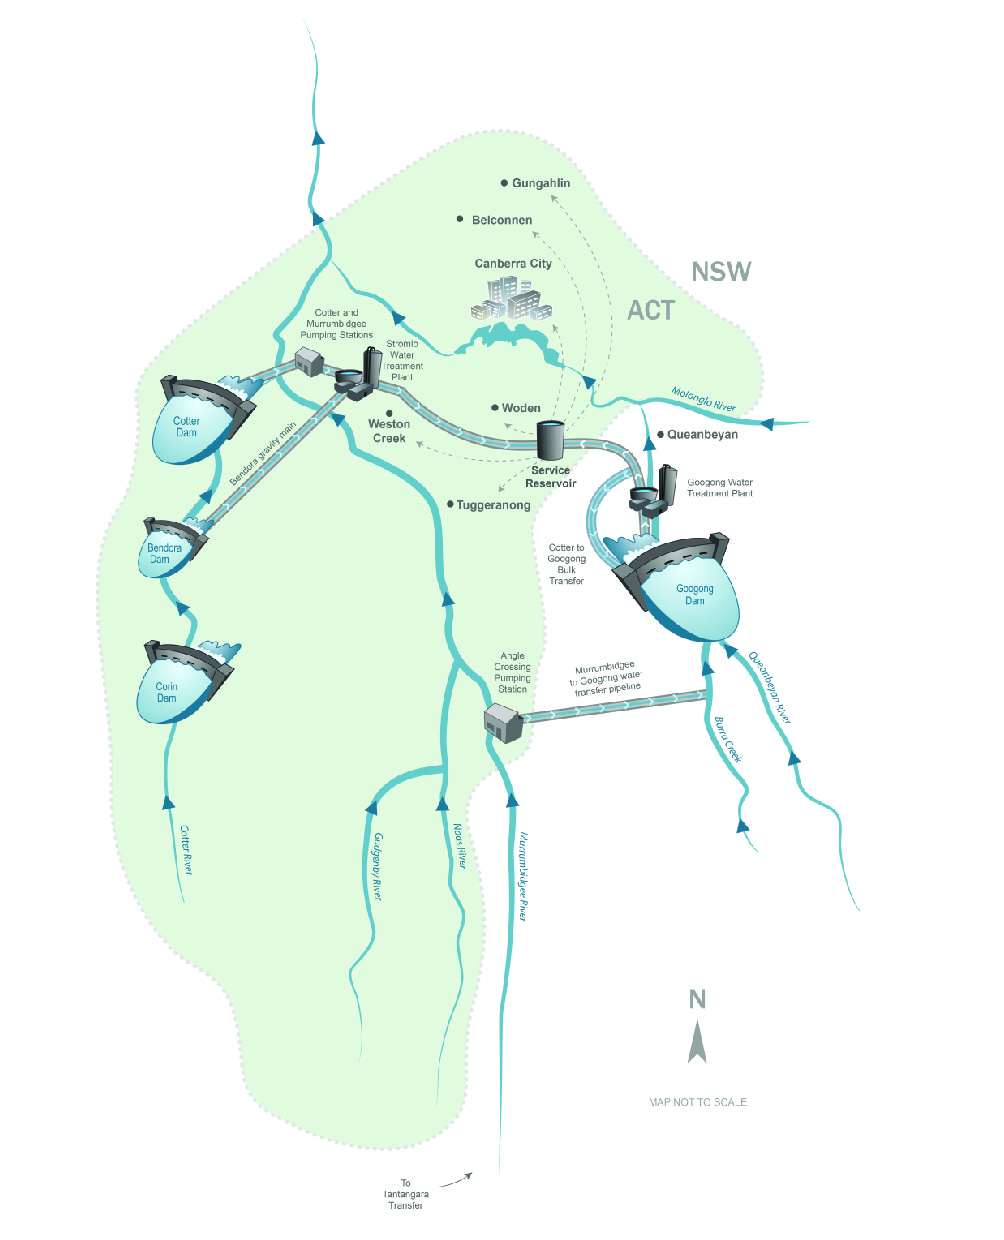 Gungahlin
Belconnen
Canberra City
NSW
ACT
Cotter and
Murrumbidgee
Pumping Stations
Stromlo
Water
Treatment
Plant
Cotter
Dam
Weston
Creek
Woden
Molonglo River
Queanbeyan
Bendora gravity main
Service
Reservoir
Googong Water
Treatment Plant
Tuggeranong
Bendora
Dam
Cotter to
Googong
Bulk
Transfer
Googong
Dam
Corin
Dam
Angle
Crossing
Pumping
Station
Murrumbidgee
to Googong water
transfer pipeline
Queanbeyan River
Burra Creek
Cotter River
Gudgenby River
Naas River
Murrumbidgee River
N
MAP NOT TO SCALE
To
Tantangara
Transfer